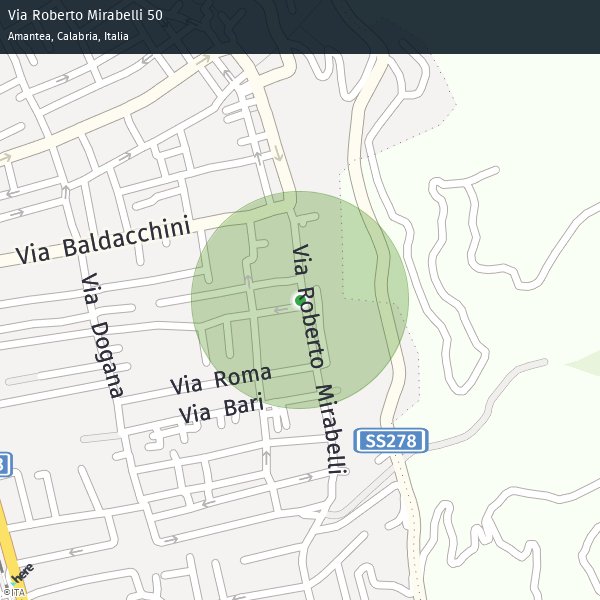 Via Roberto Mirabelli 50
Amantea, Calabria, Italia
Via Baldacchini
Via Roberto Mirabelli
Via Dogana
Via Roma
Via Bari
SS278
here
©ITA